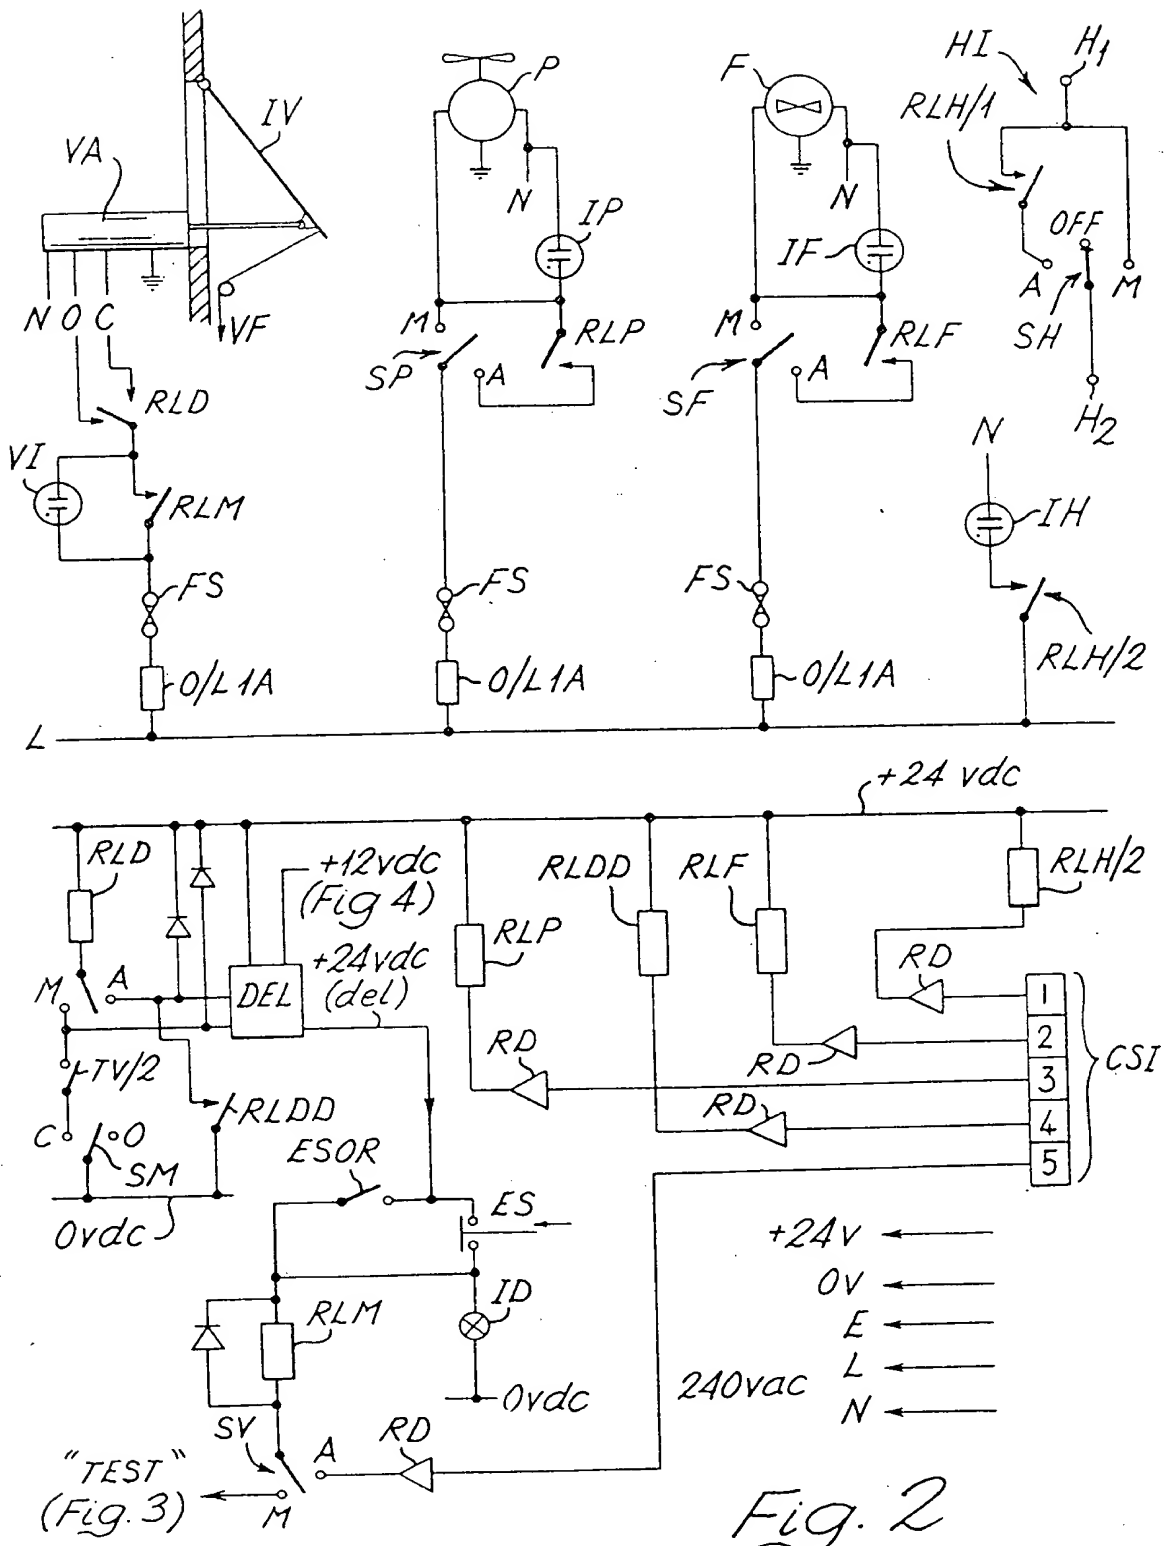 HI
H1
P
F
RLH/1
IV
VA
N
N
IP
IF
OFF
A
M
SH
N O C
VF
M
RLP
M
RLF
SP
A
SF
A
H2
RLD
N
VI
RLM
IH
FS
FS
FS
RLH/2
O/L1A
O/L1A
O/L1A
L
+24 vdc
RLD
+12vdc
(Fig 4)
RLDD
RLF
RLH/2
RLP
+24vdc
(del)
M
A
DEL
RD
1
2
3
4
5
CSI
RD
RD
RD
TV/2
RLDD
C
O
SM
ESOR
ES
0vdc
+24v
0v
E
L
N
240vac
RLM
ID
0vdc
SV
A
RD
"TEST"
(Fig. 3)
M
Fig. 2